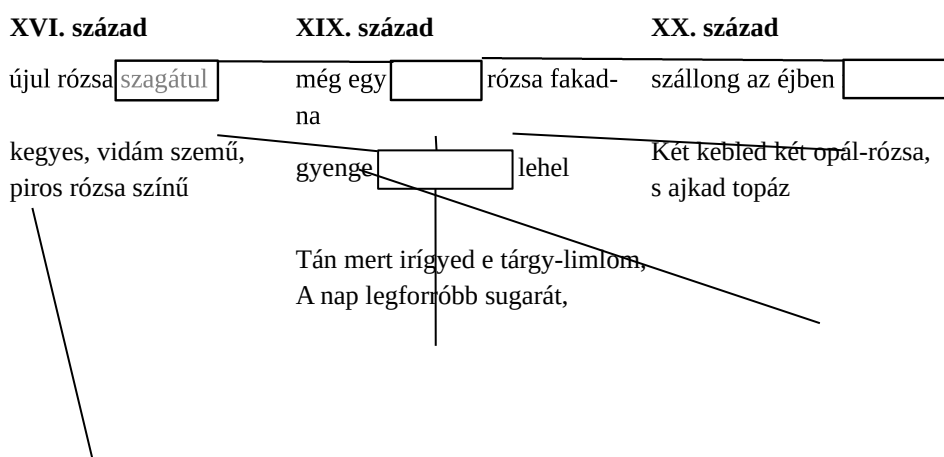 XVI. század
újul rózsa szagátul
kegyes, vidám szemű,
piros rózsa színű
XIX. század
még egy rózsa fakad-
na
gyenge lehel
Tán mert irígyed e tárgy-limlom,
A nap legforróbb sugarát,
XX. század
szállong az éjben
Két kebled két opál-rózsa,
s ajkad topáz